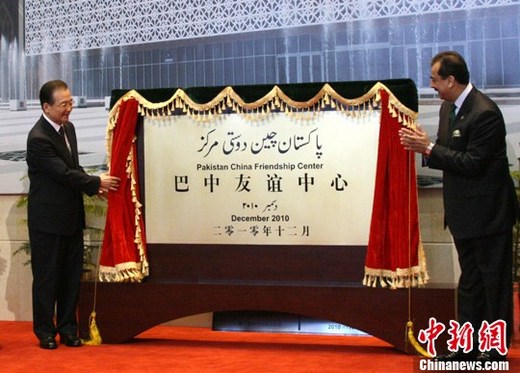 پاکستان چین دوستی مرکز
Pakistan China Friendship Center
巴中友谊中心
دسمبر ۲۰۱۰
December 2010
二零一零年十二月
中新网
Chinanews.com